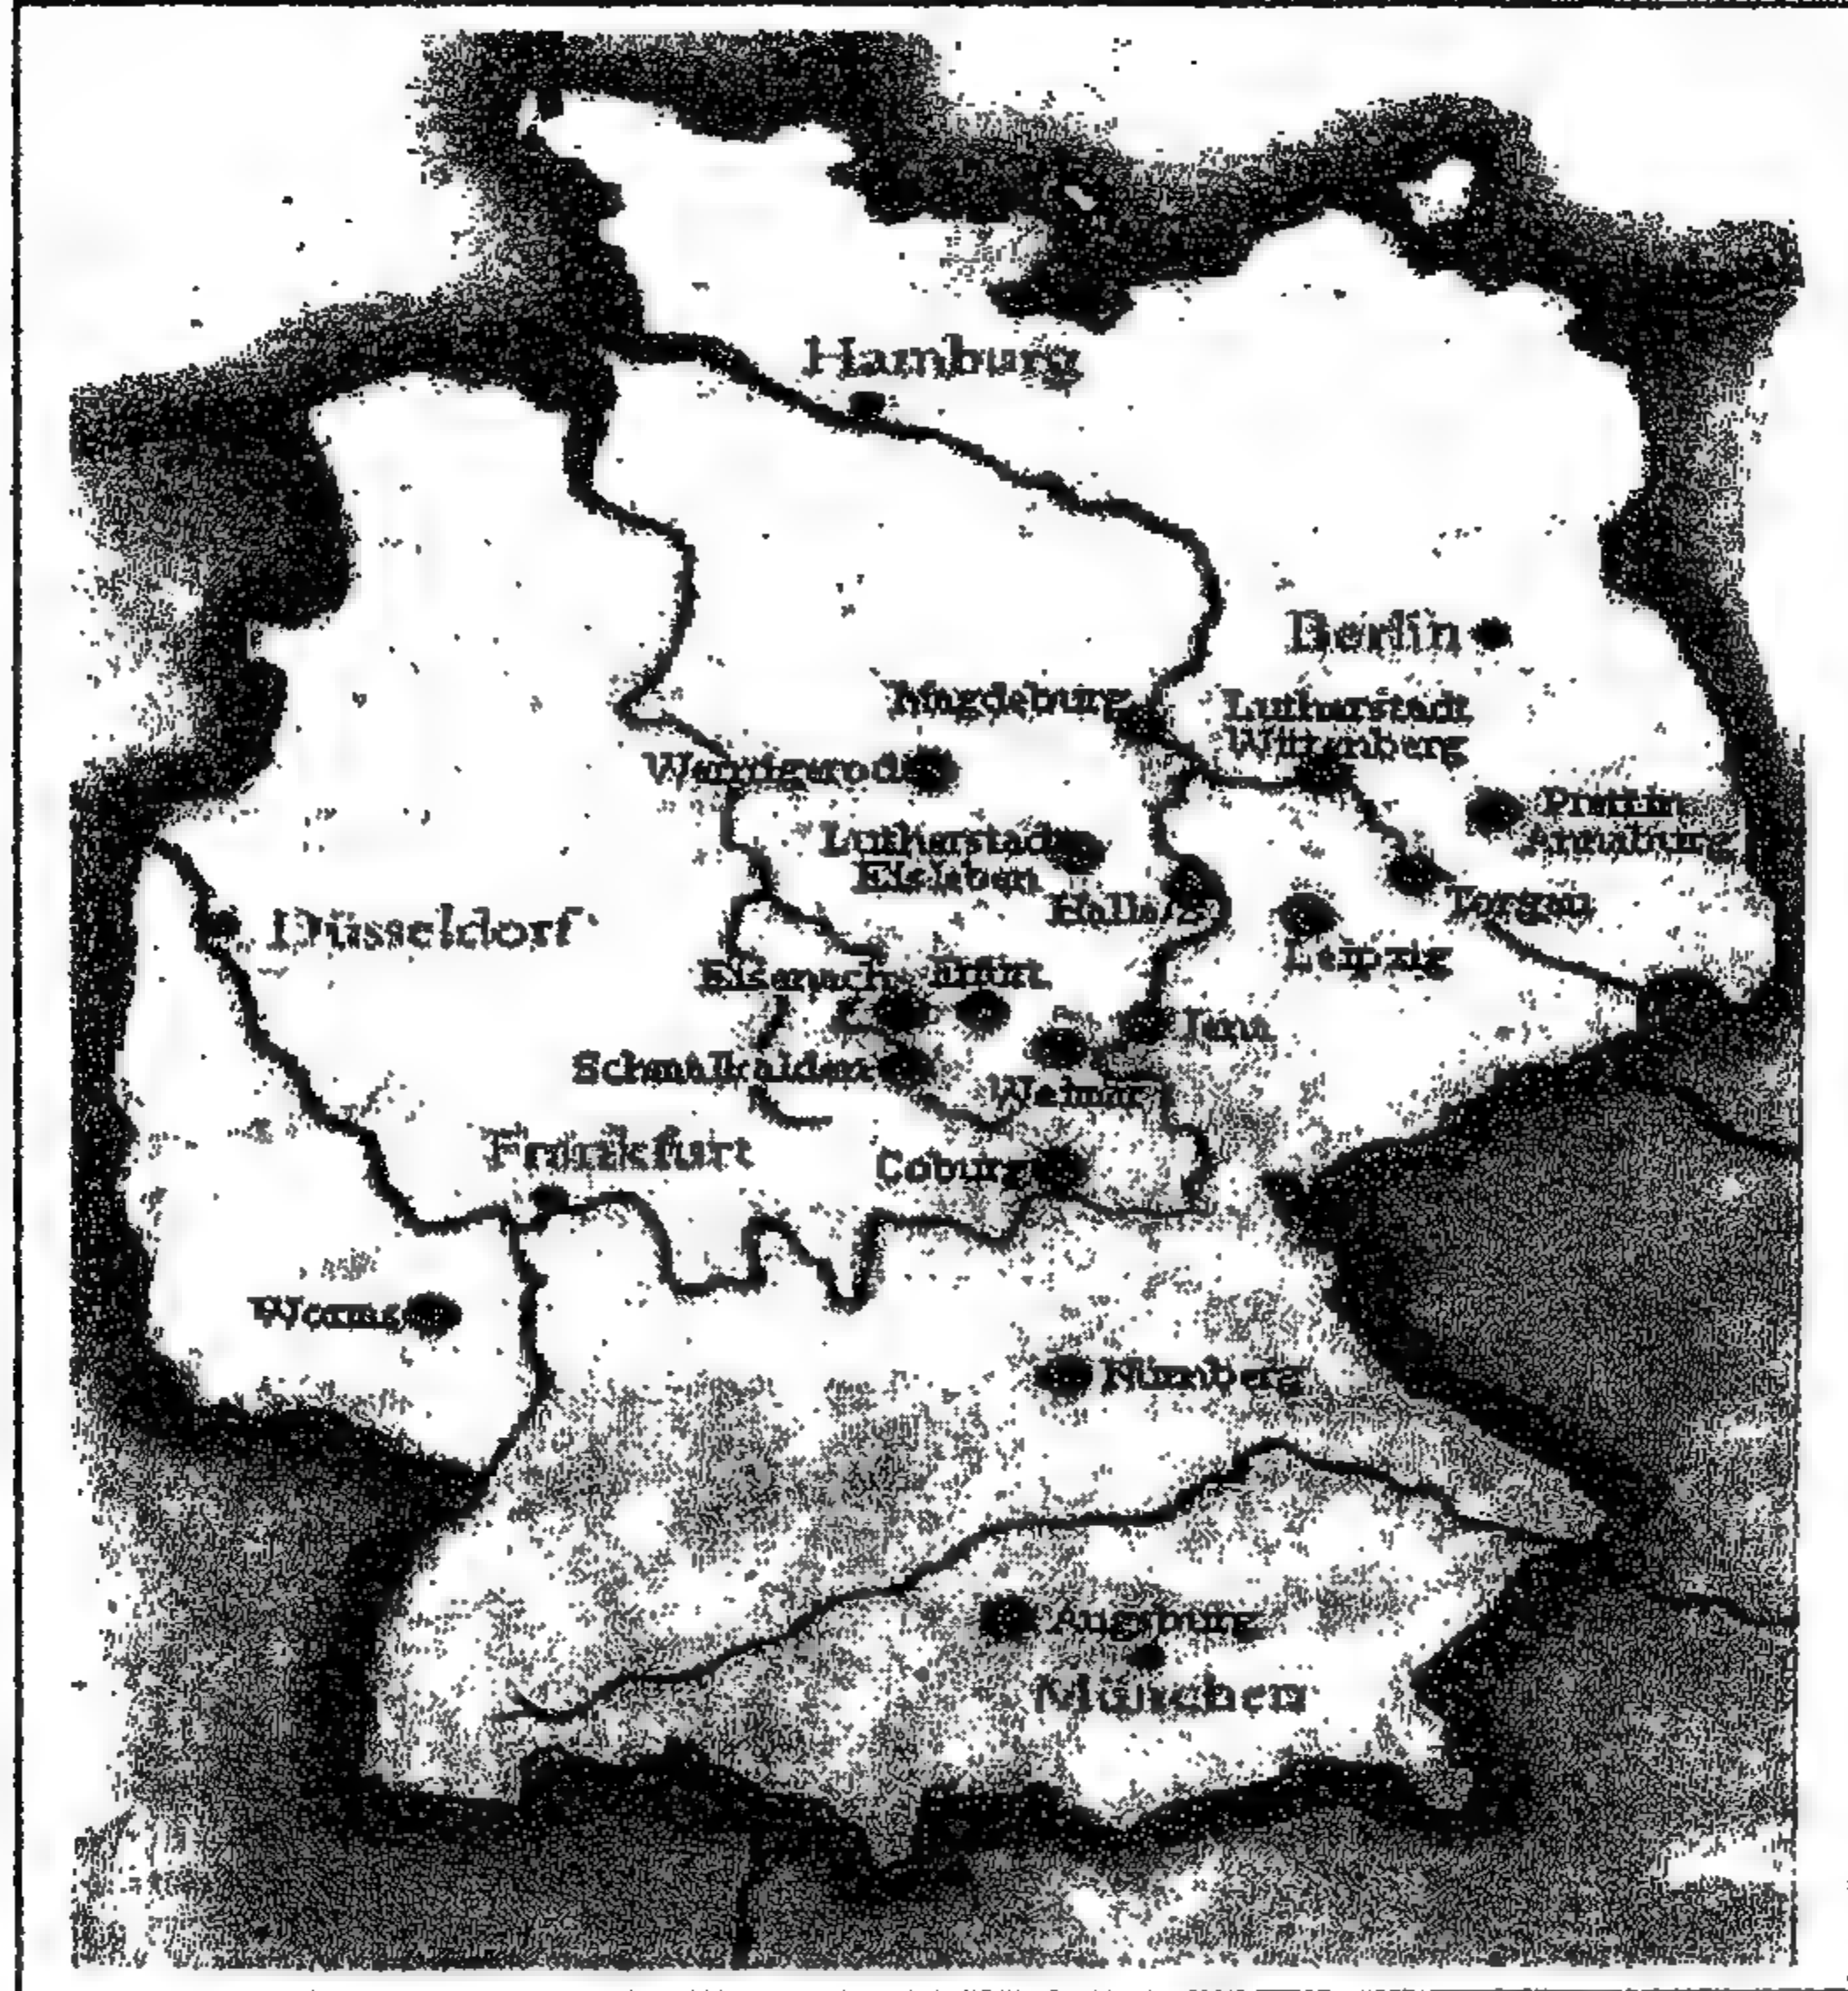 Hamburg
Berlin
Magdeburg
Lutherstadt
Wittenberg
Wernigerode
Prettin
Annaburg
Lutherstadt
Eisleben
Halle/S
Torgau
Düsseldorf
Leipzig
Eisenach
Erfurt
Jena
Schmalkalden
Weimar
Frankfurt
Coburg
Worms
Nürnberg
Augsburg
München